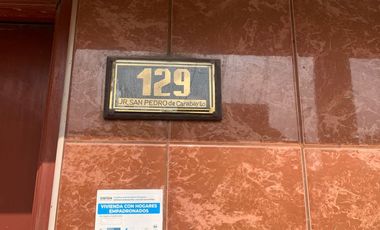 129
JR. SAN PEDRO de Carabayllo
VIVIENDA CON HOGARES
EMPADRONADOS